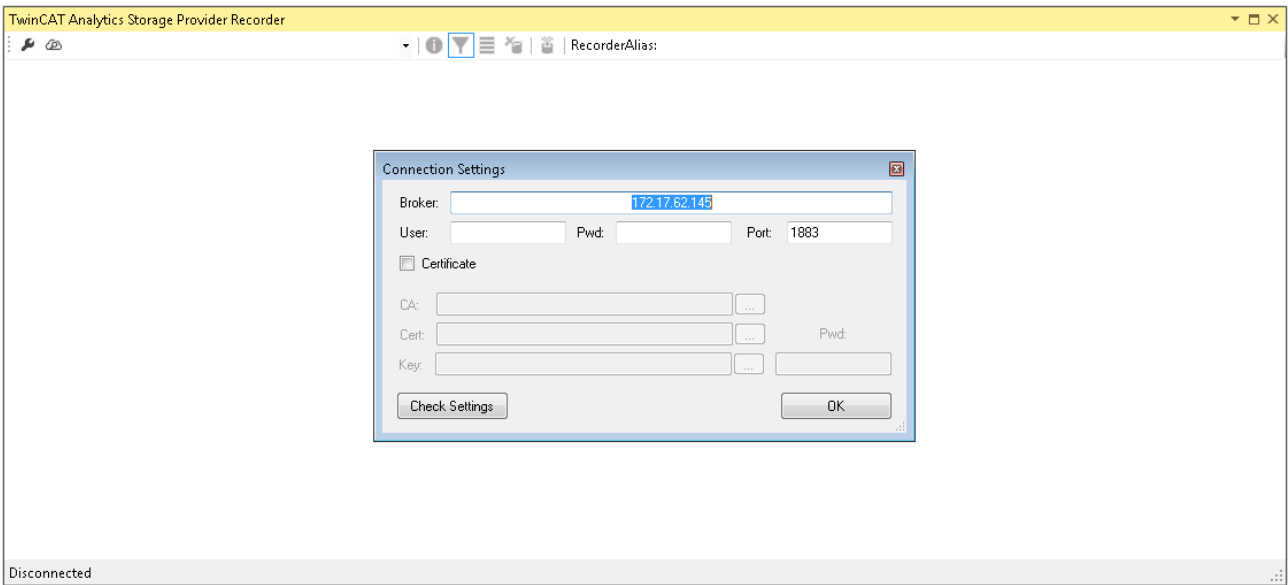 TwinCAT Analytics Storage Provider Recorder
RecorderAlias:
Connection Settings
Broker: 172.17.62.145
User: Pwd: Port: 1883
Certificate
CA: ...
Cert: ... Pwd:
Key: ...
Check Settings OK
Disconnected